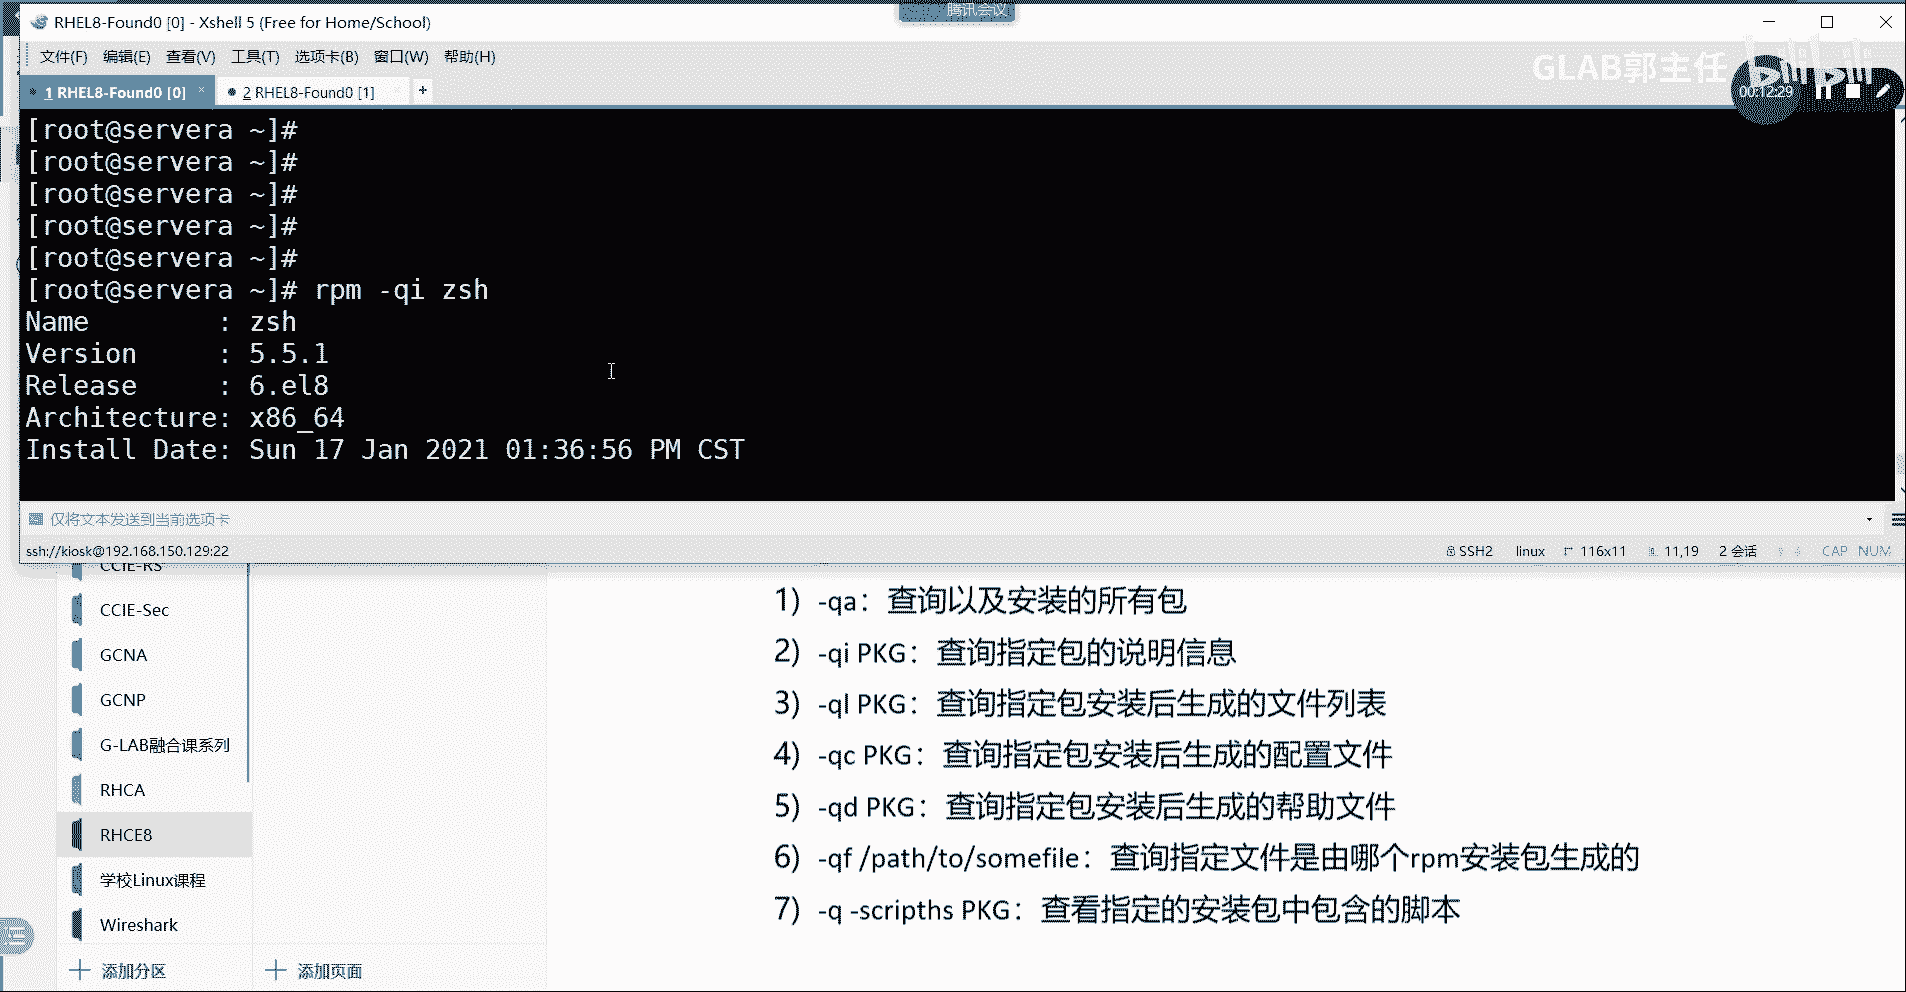 腾讯会议
RHEL8-Found0 [0] - Xshell 5 (Free for Home/School)
文件(F) 编辑(E) 查看(V) 工具(T) 选项卡(B) 窗口(W) 帮助(H)
GLAB郭主任
bilibili
00:12:29
1 RHEL8-Found0 [0] × 2 RHEL8-Found0 [1] +
[root@servera ~]#
[root@servera ~]#
[root@servera ~]#
[root@servera ~]#
[root@servera ~]#
[root@servera ~]# rpm -qi zsh
Name : zsh
Version : 5.5.1
Release : 6.el8
Architecture: x86_64
Install Date: Sun 17 Jan 2021 01:36:56 PM CST
仅将文本发送到当前选项卡
ssh://kiosk@192.168.150.129:22 SSH2 linux 116x11 11,19 2 会话 CAP NUM
CCIE-RS
CCIE-Sec
GCNA
GCNP
G-LAB融合课系列
RHCA
RHCE8
学校Linux课程
Wireshark
添加分区 添加页面
1) -qa：查询以及安装的所有包
2) -qi PKG：查询指定包的说明信息
3) -ql PKG：查询指定包安装后生成的文件列表
4) -qc PKG：查询指定包安装后生成的配置文件
5) -qd PKG：查询指定包安装后生成的帮助文件
6) -qf /path/to/somefile：查询指定文件是由哪个rpm安装包生成的
7) -q -scripths PKG：查看指定的安装包中包含的脚本